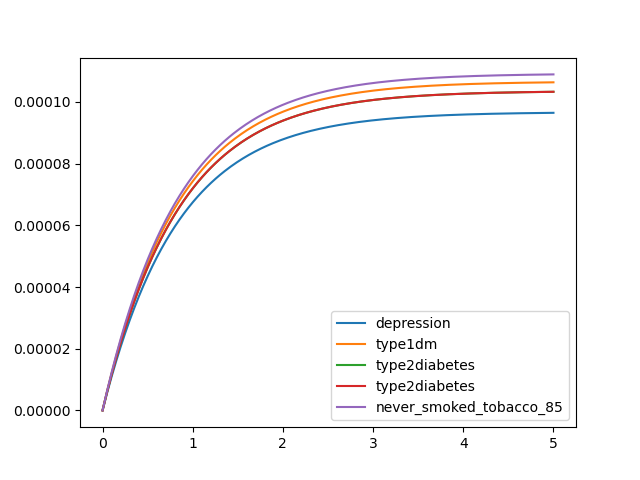 0.00010
0.00008
0.00006
0.00004
0.00002
0.00000
0 1 2 3 4 5
depression
type1dm
type2diabetes
type2diabetes
never_smoked_tobacco_85